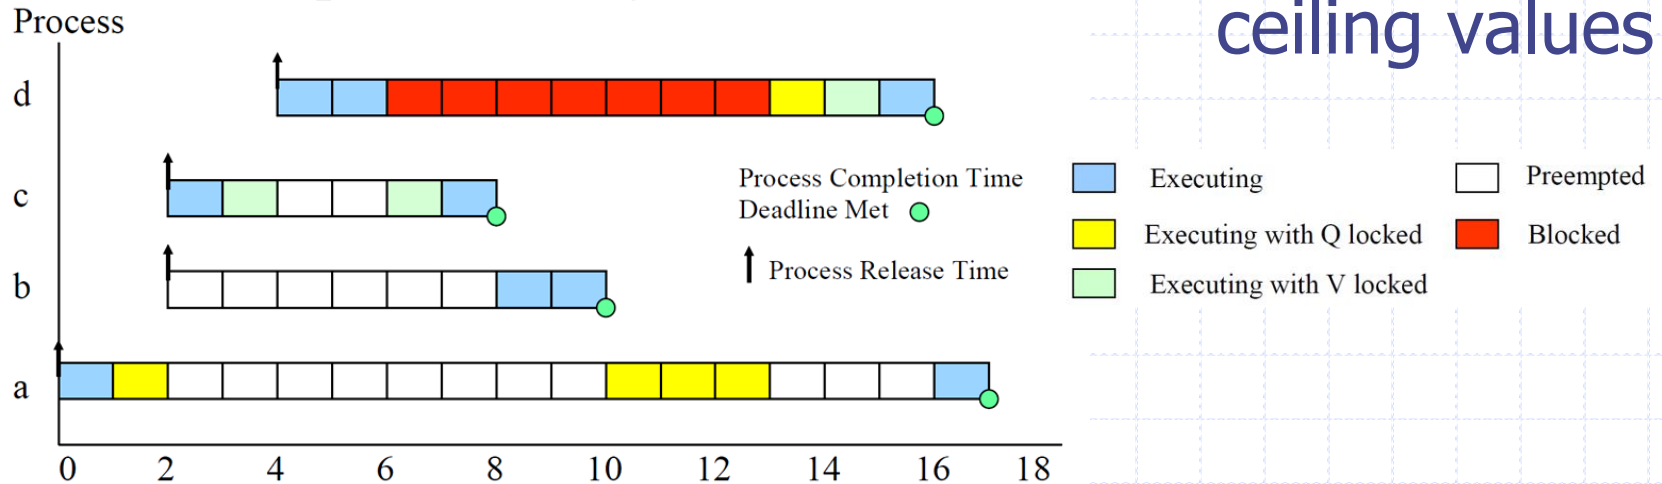 ceiling values
Process
d
c
b
a
Process Completion Time
Deadline Met
Process Release Time
Executing
Preempted
Executing with Q locked
Blocked
Executing with V locked
0 2 4 6 8 10 12 14 16 18